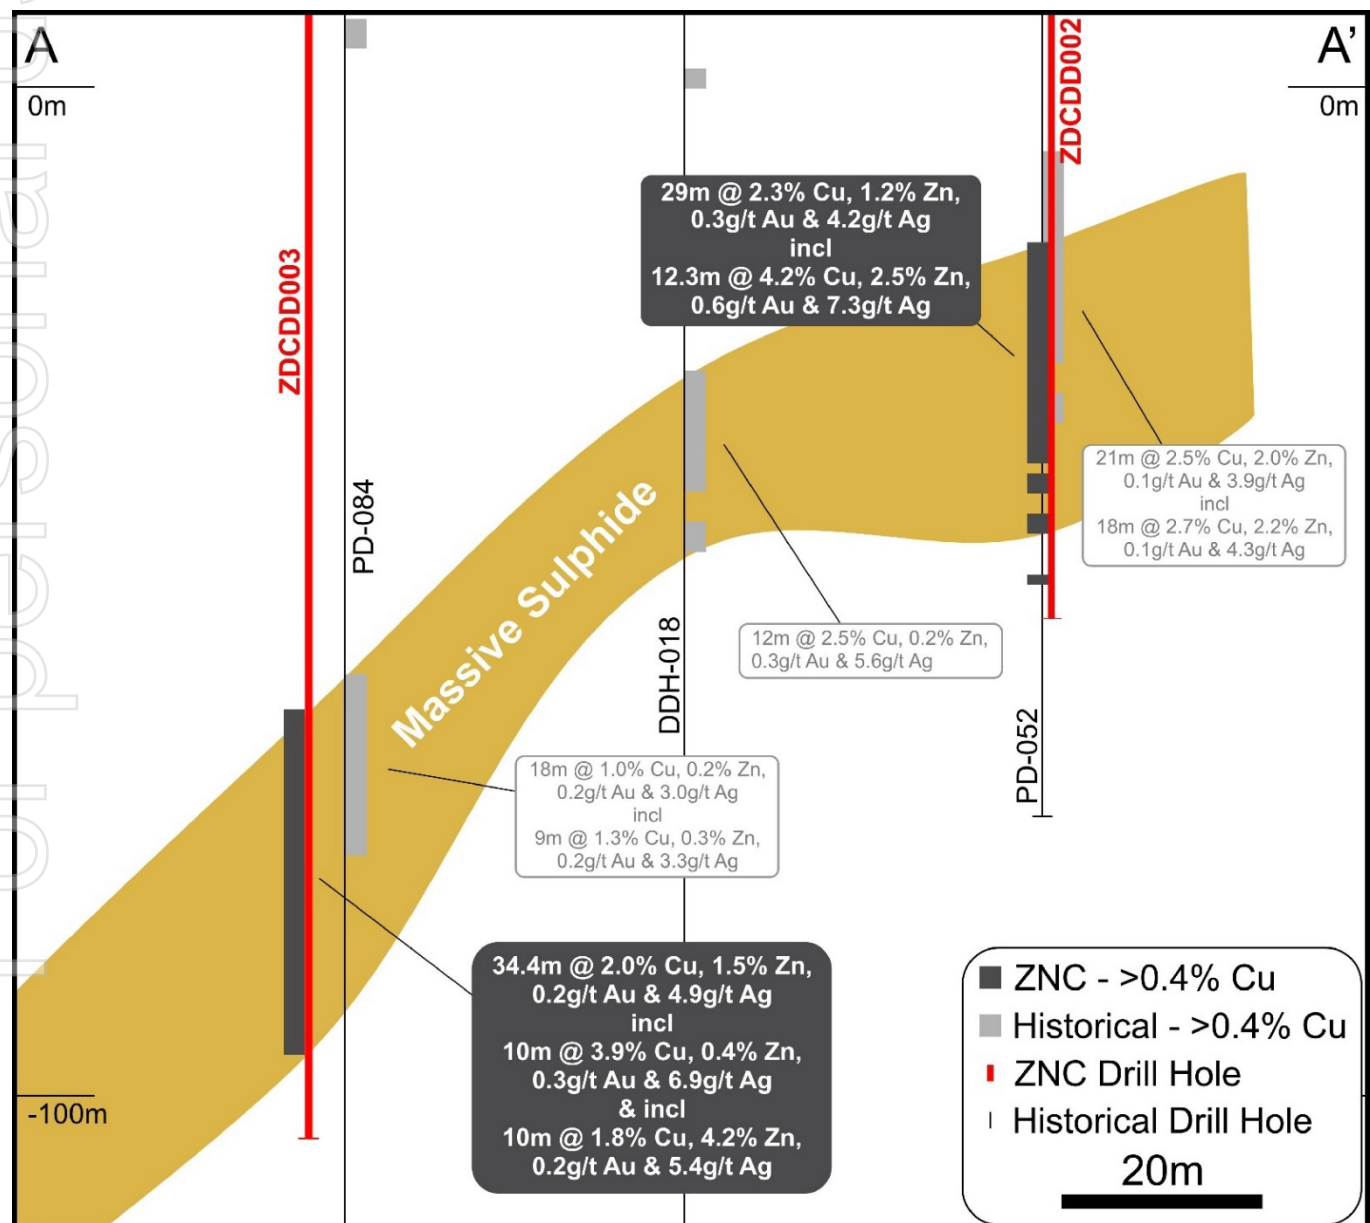 For personal use
A
A’
0m
0m
ZDCDD002
29m @ 2.3% Cu, 1.2% Zn,
0.3g/t Au & 4.2g/t Ag
incl
12.3m @ 4.2% Cu, 2.5% Zn,
0.6g/t Au & 7.3g/t Ag
ZDCDD003
PD-084
21m @ 2.5% Cu, 2.0% Zn,
0.1g/t Au & 3.9g/t Ag
incl
18m @ 2.7% Cu, 2.2% Zn,
0.1g/t Au & 4.3g/t Ag
Massive Sulphide
12m @ 2.5% Cu, 0.2% Zn,
0.3g/t Au & 5.6g/t Ag
DDH-018
PD-052
18m @ 1.0% Cu, 0.2% Zn,
0.2g/t Au & 3.0g/t Ag
incl
9m @ 1.3% Cu, 0.3% Zn,
0.2g/t Au & 3.3g/t Ag
34.4m @ 2.0% Cu, 1.5% Zn,
0.2g/t Au & 4.9g/t Ag
incl
10m @ 3.9% Cu, 0.4% Zn,
0.3g/t Au & 6.9g/t Ag
& incl
10m @ 1.8% Cu, 4.2% Zn,
0.2g/t Au & 5.4g/t Ag
-100m
ZNC - >0.4% Cu
Historical - >0.4% Cu
ZNC Drill Hole
Historical Drill Hole
20m